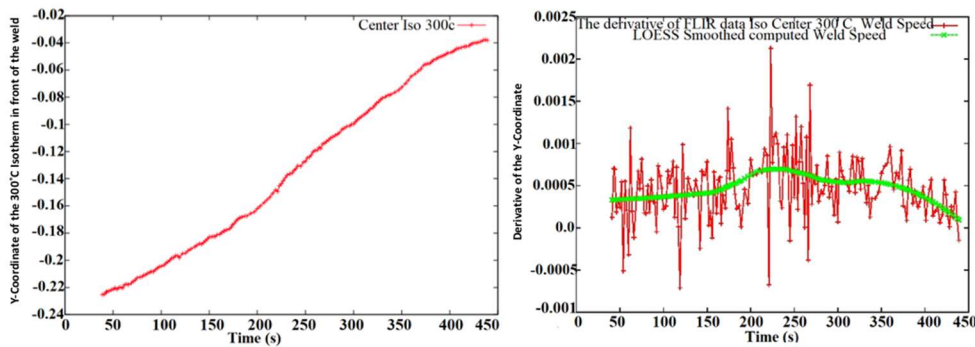 Y-Coordinate of the 300°C Isotherm in front of the weld
-0.02
-0.04
-0.06
-0.08
-0.1
-0.12
-0.14
-0.16
-0.18
-0.2
-0.22
-0.24
Center Iso 300c
0 50 100 150 200 250 300 350 400 450
Time (s)
Derivative of the Y-Coordinate
0.0025
0.002
0.0015
0.001
0.0005
0.0
-0.0005
-0.001
The derivative of FLIR data Iso Center 300 C, Weld Speed
LOESS Smoothed computed Weld Speed
0 50 100 150 200 250 300 350 400 450
Time (s)